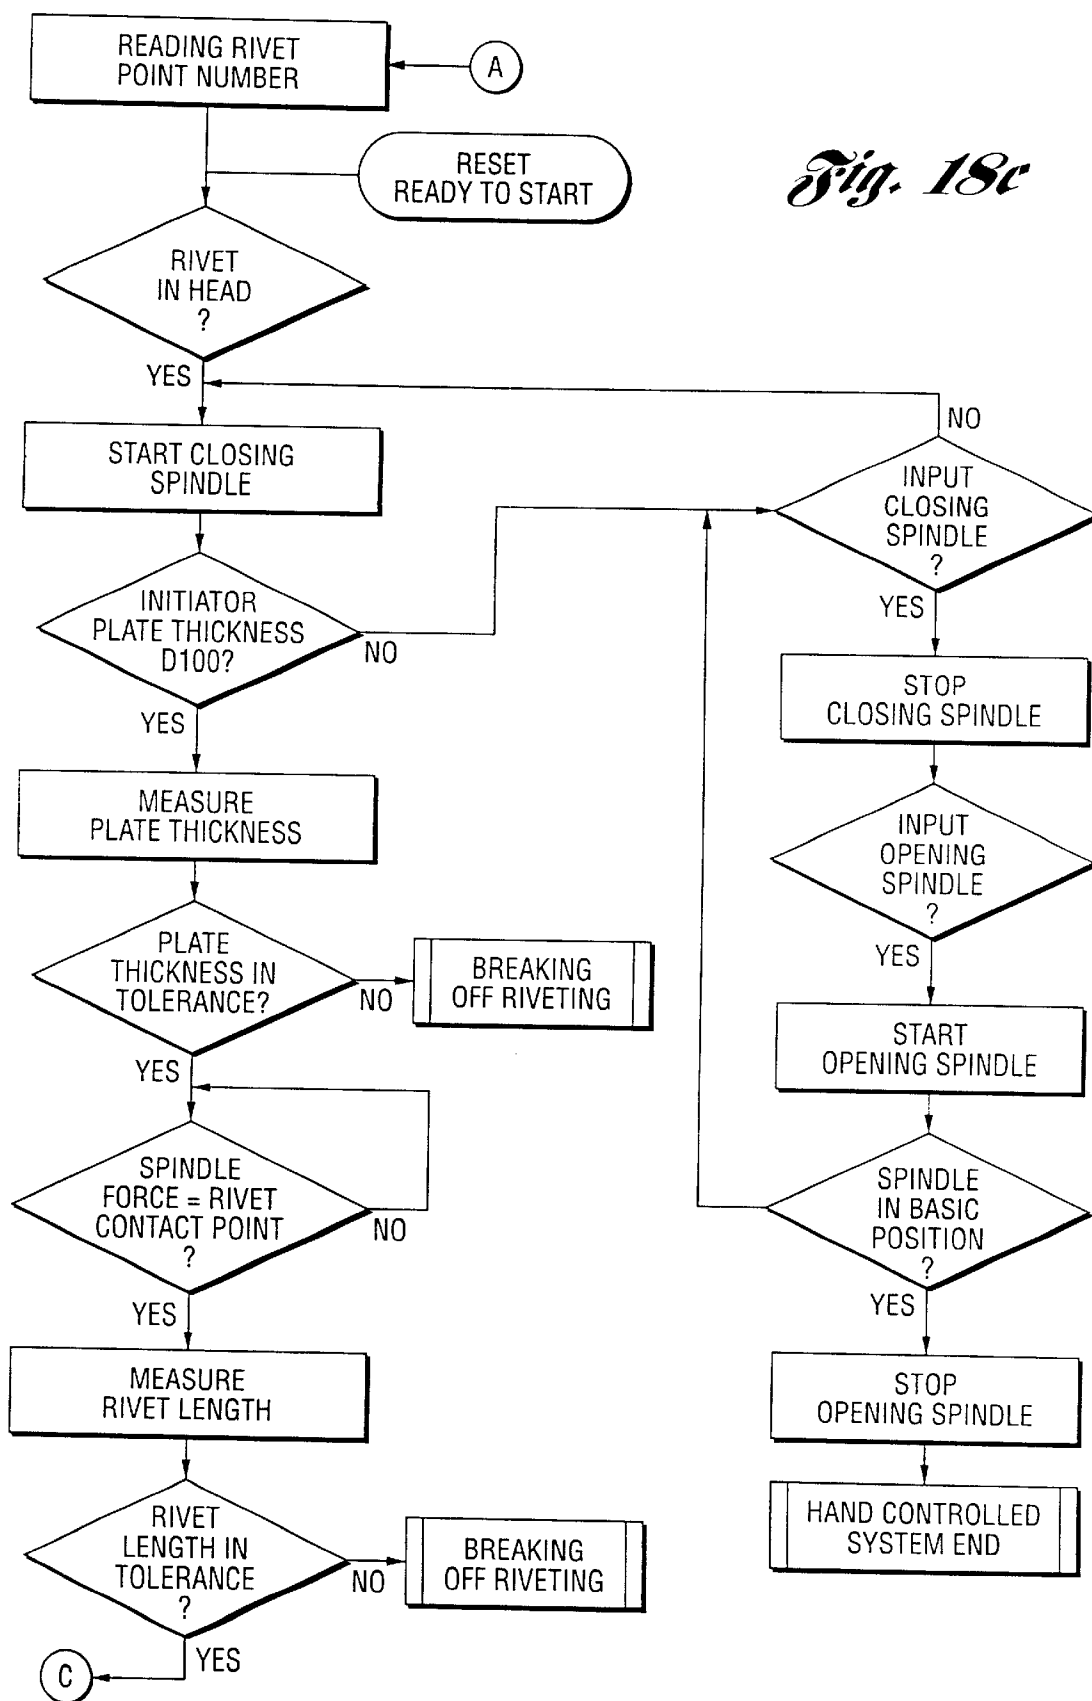 READING RIVET
POINT NUMBER
A
RESET
READY TO START
Fig. 18c
RIVET
IN HEAD
?
YES
START CLOSING
SPINDLE
INITIATOR
PLATE THICKNESS
D100?
NO
YES
MEASURE
PLATE THICKNESS
PLATE
THICKNESS IN
TOLERANCE?
NO
BREAKING
OFF RIVETING
YES
SPINDLE
FORCE = RIVET
CONTACT POINT
?
NO
YES
MEASURE
RIVET LENGTH
RIVET
LENGTH IN
TOLERANCE
?
NO
BREAKING
OFF RIVETING
YES
C
NO
INPUT
CLOSING
SPINDLE
?
YES
STOP
CLOSING SPINDLE
INPUT
OPENING
SPINDLE
?
YES
START
OPENING SPINDLE
SPINDLE
IN BASIC
POSITION
?
YES
STOP
OPENING SPINDLE
HAND CONTROLLED
SYSTEM END